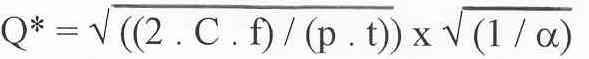 Q* = √ ((2 . C . f) / (p . t)) x √ (1 / α)